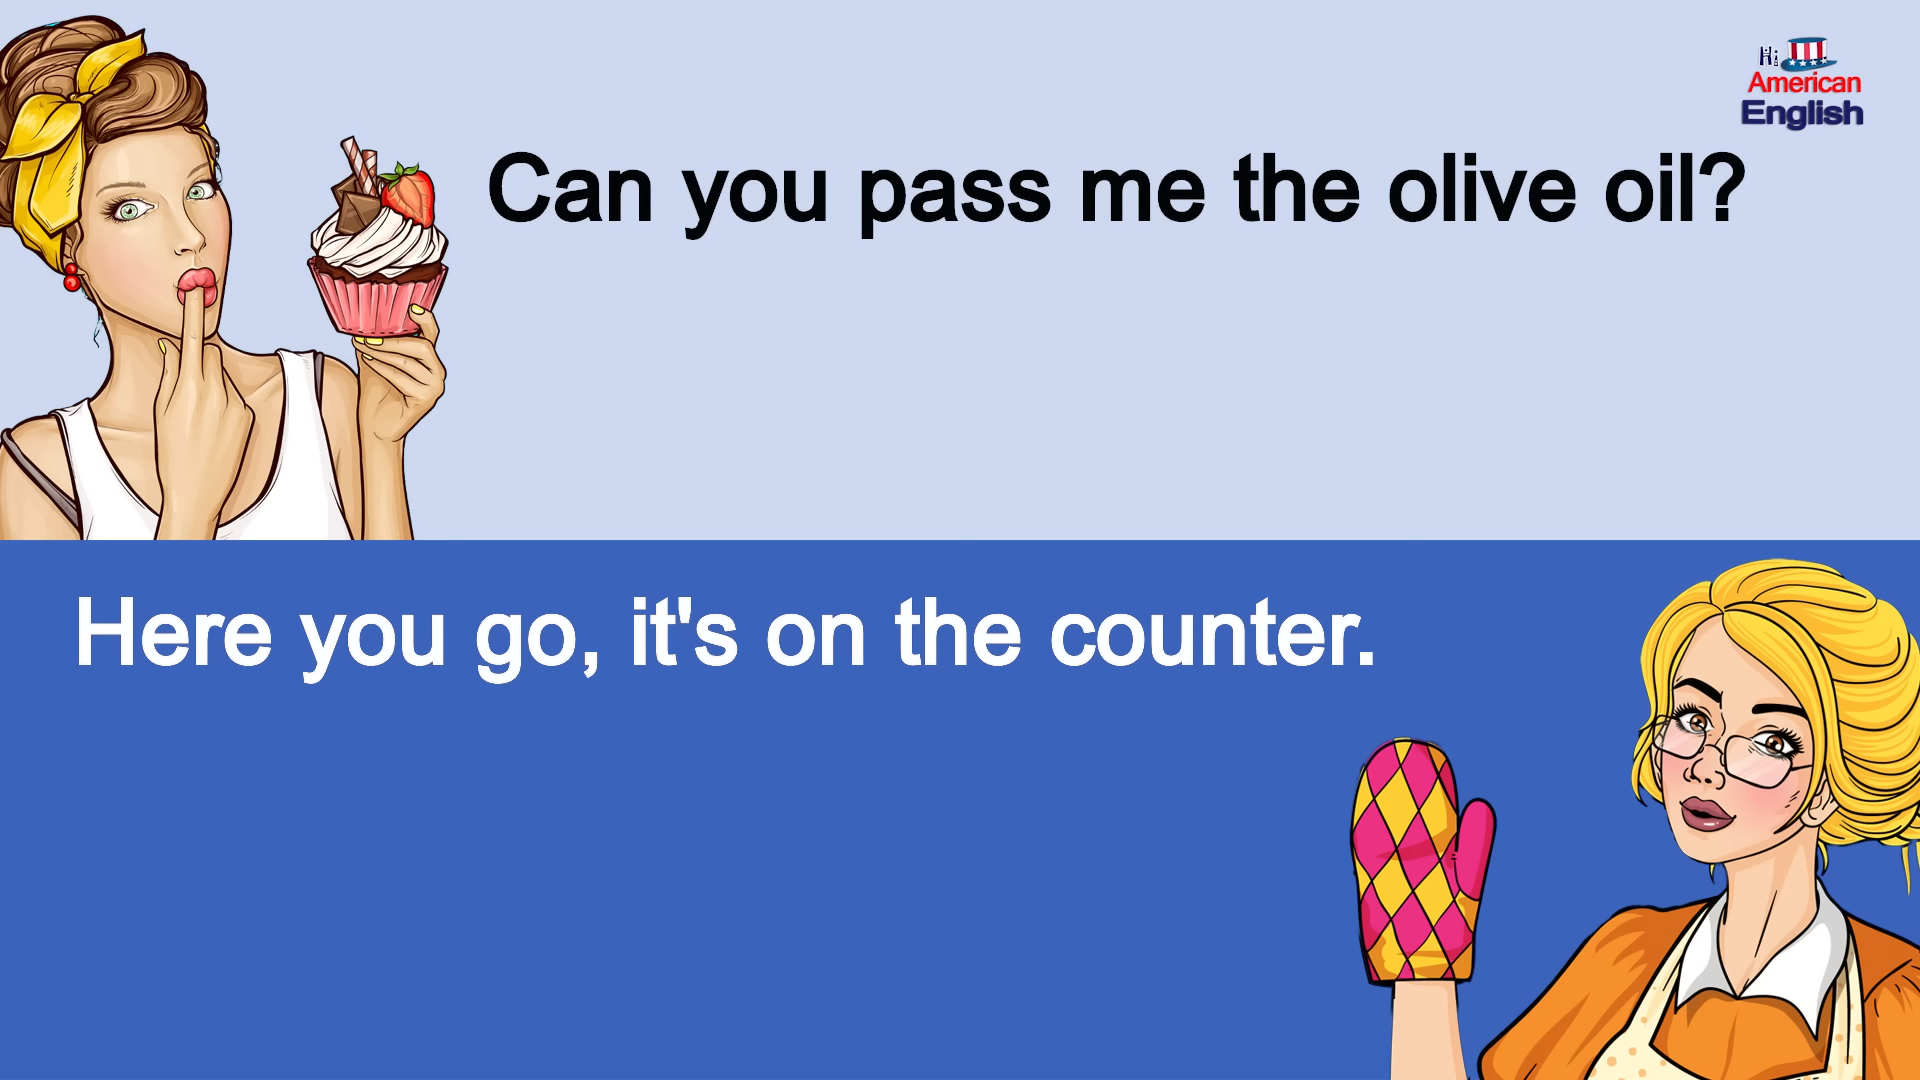 Hi
American
English
Can you pass me the olive oil?
Here you go, it's on the counter.